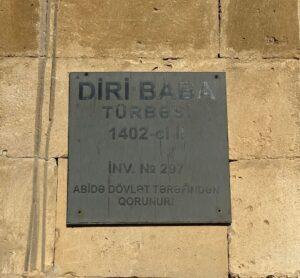 DİRİ BABA
TÜRBƏSİ
1402-ci il
İNV. № 297
ABİDƏ DÖVLƏT TƏRƏFİNDƏN
QORUNUR!